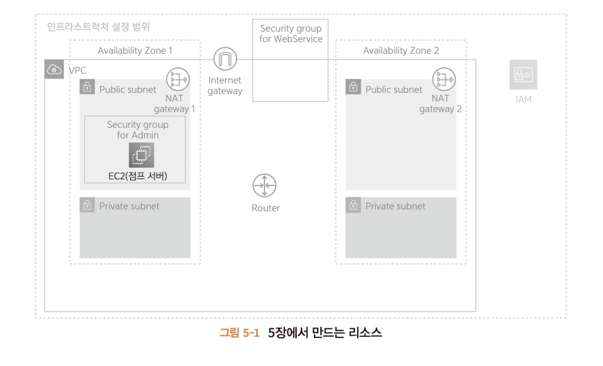 인프라스트럭처 설정 범위
Security group
for WebService
Availability Zone 1
Availability Zone 2
VPC
Internet
gateway
Public subnet
NAT
gateway 1
Public subnet
NAT
gateway 2
IAM
Security group
for Admin
EC2(점프 서버)
Router
Private subnet
Private subnet
그림 5-1 5장에서 만드는 리소스